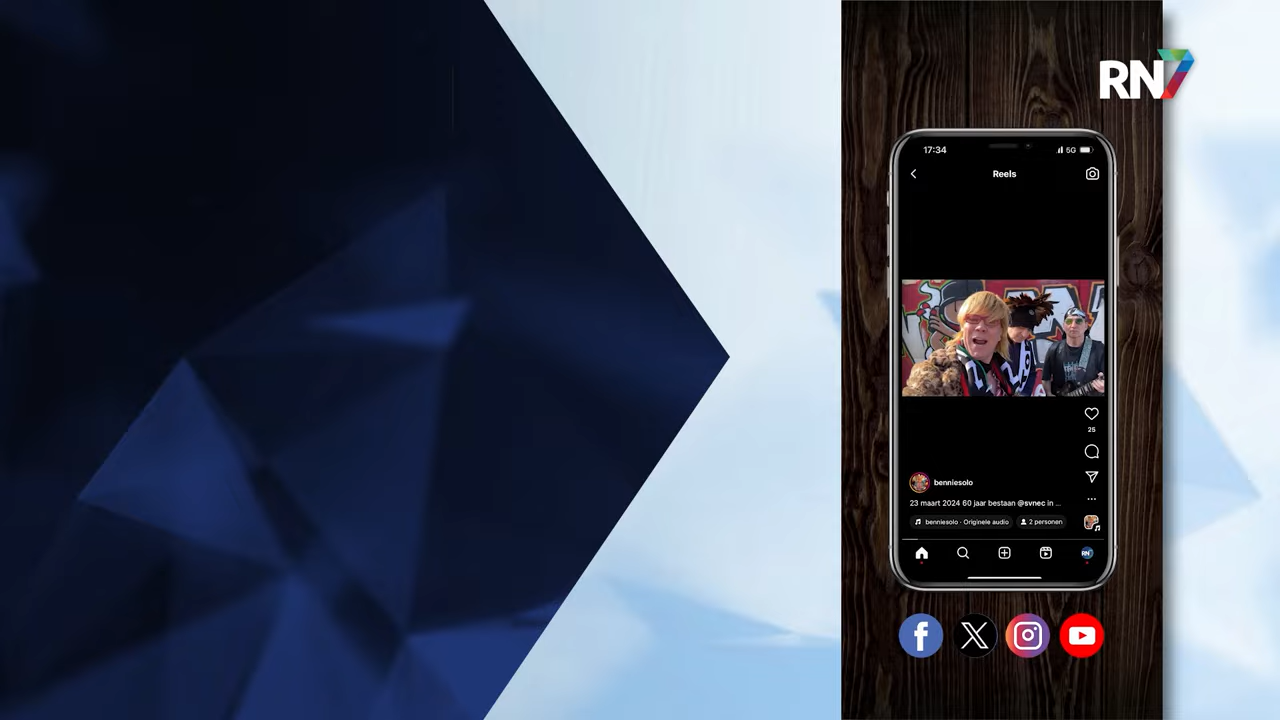 RN7
17:34
5G
Reels
25
benniesolo
23 maart 2024 60 jaar bestaan @svnec in ...
benniesolo · Originele audio
2 personen
RN7